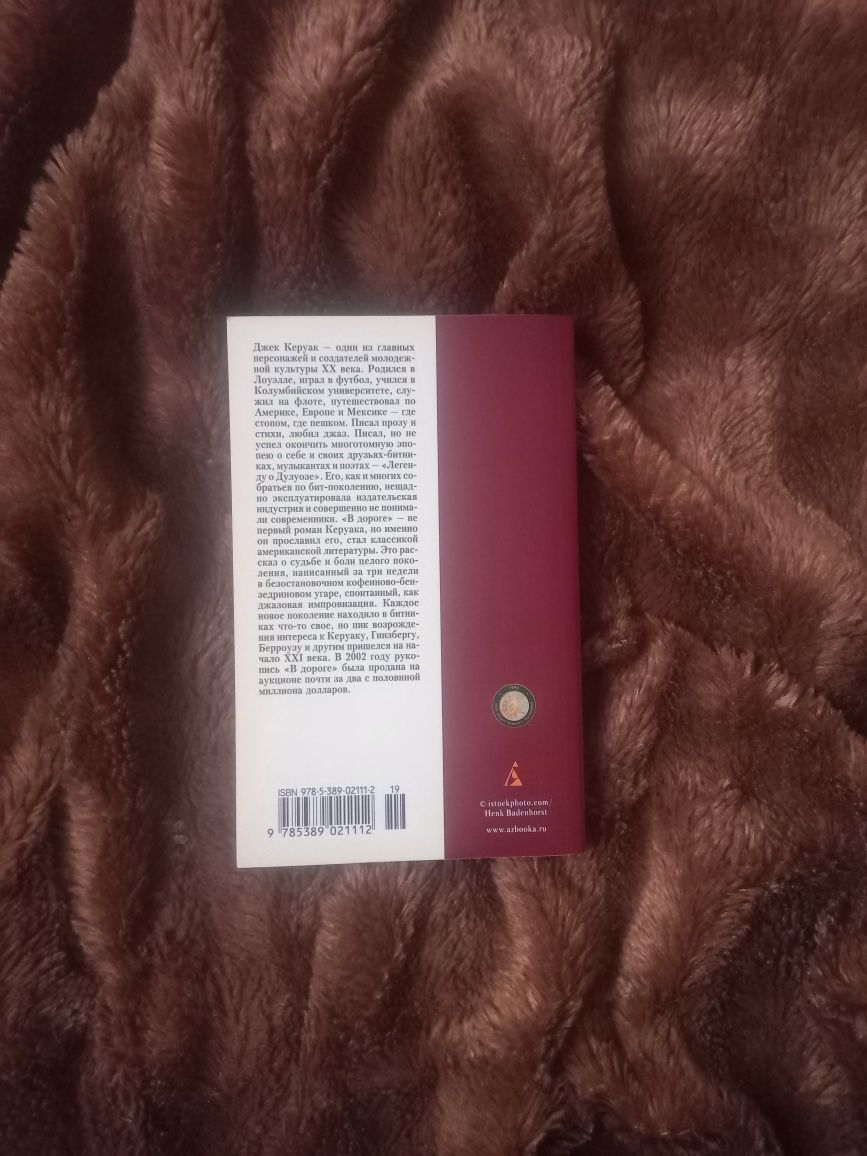 Джек Керуак — один из главных
персонажей и создателей молодеж-
ной культуры XX века. Родился в
Лоуэлле, играл в футбол, учился в
Колумбийском университете, слу-
жил на флоте, путешествовал по
Америке, Европе и Мексике — где
стопом, где пешком. Писал прозу и
стихи, любил джаз. Писал, но не
успел окончить многотомную эпо-
пею о себе и своих друзьях-битни-
ках, музыкантах и поэтах — «Леген-
ду о Дулуозе». Его, как и многих со-
братьев по бит-поколению, нещад-
но эксплуатировала издательская
индустрия и совершенно не понима-
ли современники. «В дороге» — не
первый роман Керуака, но именно
он прославил его, стал классикой
американской литературы. Это рас-
сказ о судьбе и боли целого поко-
ления, написанный за три недели
в безостановочном кофеиново-бен-
зедриновом угаре, спонтанный, как
джазовая импровизация. Каждое
новое поколение находило в битни-
ках что-то свое, но пик возрожде-
ния интереса к Керуаку, Гинзбергу,
Берроузу и другим пришелся на на-
чало XXI века. В 2002 году руко-
пись «В дороге» была продана на
аукционе почти за два с половиной
миллиона долларов.
ISBN 978-5-389-02111-2 19
9 785389 021112
1995
© istockphoto.com/
Henk Badenhorst
www.azbooka.ru